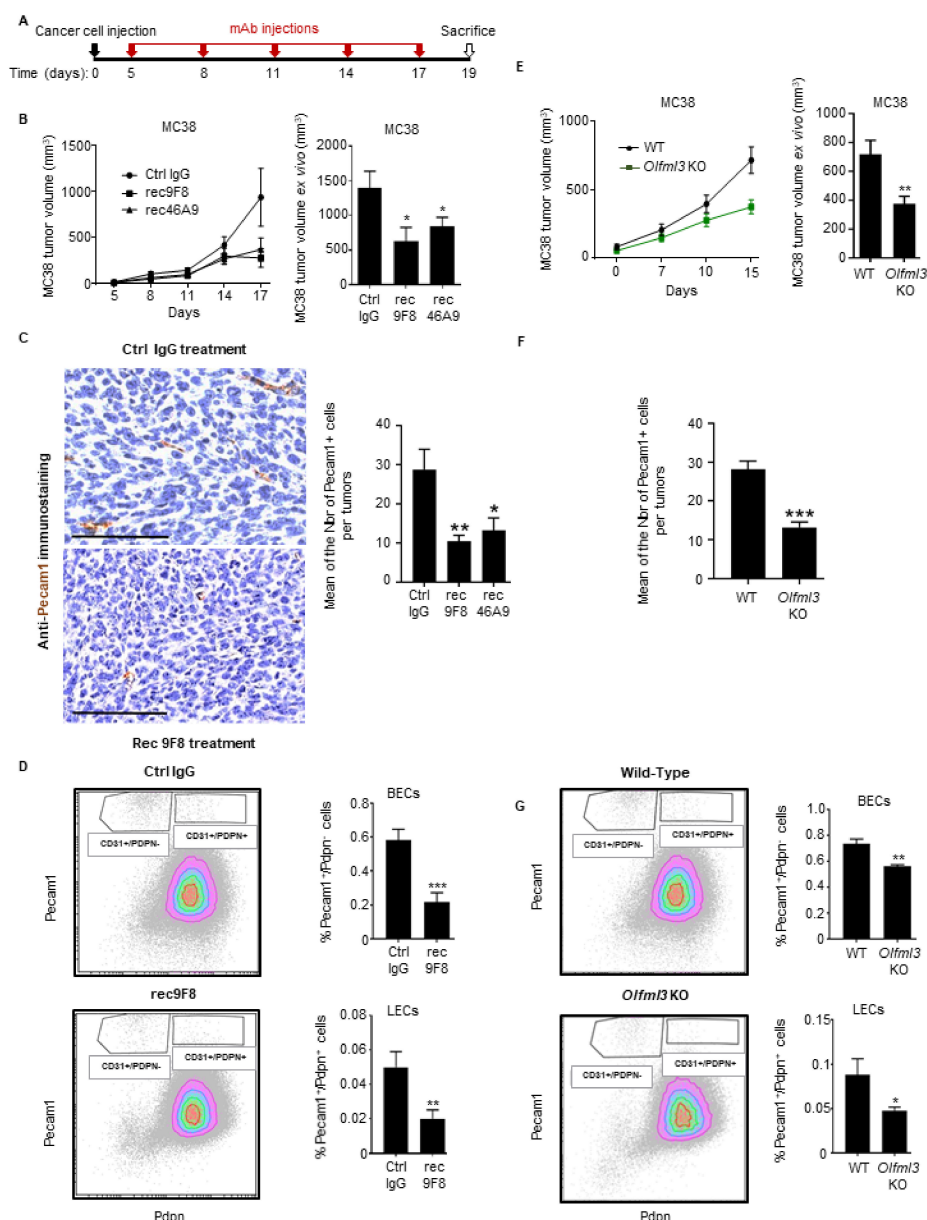 A
Cancer cell injection
mAb injections
Sacrifice
Time (days): 0 5 8 11 14 17 19
B
MC38
MC38 tumor volume (mm³)
1500
1000
500
0
Ctrl IgG
rec9F8
rec46A9
5 8 11 14 17
Days
MC38
MC38 tumor volume ex vivo (mm³)
2000
1500
1000
500
0
* *
Ctrl IgG
rec 9F8
rec 46A9
C
Ctrl IgG treatment
Anti-Pecam1 immunostaining
Rec 9F8 treatment
Mean of the Nbr of Pecam1+ cells
per tumors
40
30
20
10
0
** *
Ctrl IgG
rec 9F8
rec 46A9
D
Ctrl IgG
CD31+/PDPN-
CD31+/PDPN+
Pecam1
BECs
% Pecam1⁺/Pdpn⁻ cells
0.8
0.6
0.4
0.2
0
***
Ctrl IgG
rec 9F8
rec9F8
CD31+/PDPN-
CD31+/PDPN+
Pecam1
Pdpn
LECs
% Pecam1⁺/Pdpn⁺ cells
0.06
0.04
0.02
0
**
Ctrl IgG
rec 9F8
E
MC38
MC38 tumor volume (mm³)
1000
500
0
WT
Olfml3 KO
0 7 10 15
Days
MC38
MC38 tumor volume ex vivo (mm³)
1000
800
600
400
200
0
**
WT
Olfml3 KO
F
Mean of the Nbr of Pecam1+ cells
per tumors
40
30
20
10
0
***
WT
Olfml3 KO
G
Wild-Type
CD31+/PDPN-
CD31+/PDPN+
Pecam1
BECs
% Pecam1⁺/Pdpn⁻ cells
1.0
0.8
0.6
0.4
0.2
0
**
WT
Olfml3 KO
Olfml3 KO
CD31+/PDPN-
CD31+/PDPN+
Pecam1
Pdpn
LECs
% Pecam1⁺/Pdpn⁺ cells
0.15
0.1
0.05
0
*
WT
Olfml3 KO